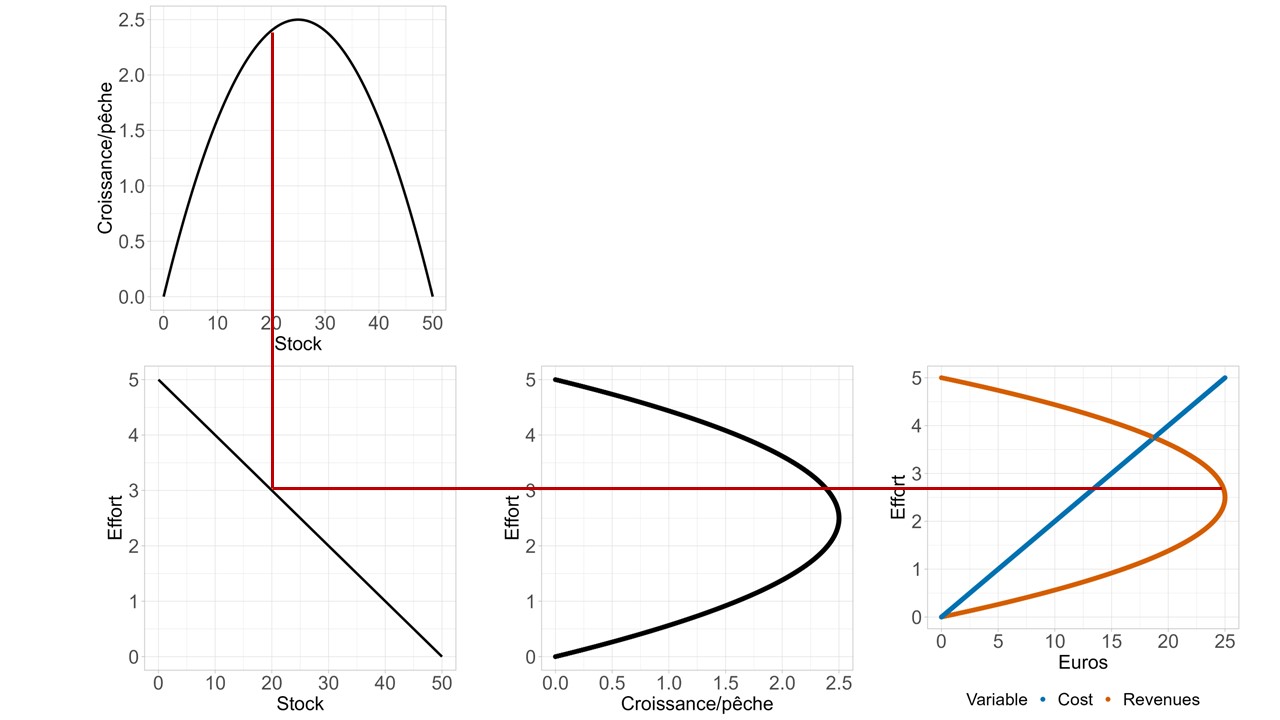 2.5
2.0
1.5
1.0
0.5
0.0
Croissance/pêche
0 10 20 30 40 50
Stock
5
4
3
2
1
0
Effort
0 10 20 30 40 50
Stock
5
4
3
2
1
0
Effort
0.0 0.5 1.0 1.5 2.0 2.5
Croissance/pêche
5
4
3
2
1
0
Effort
0 5 10 15 20 25
Euros
Variable Cost Revenues